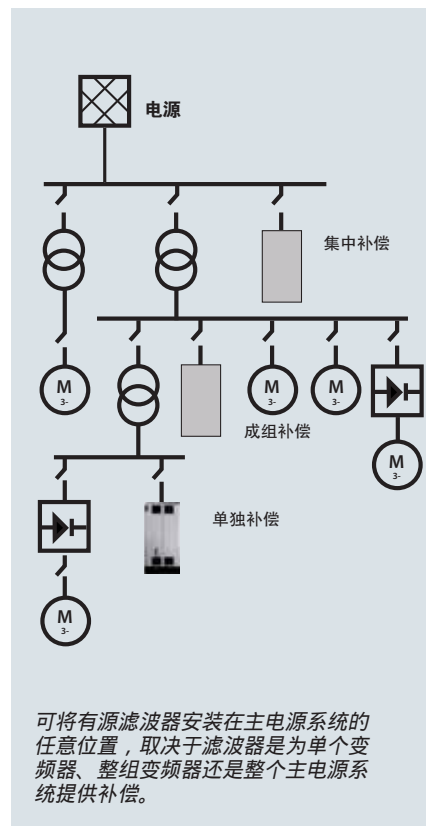 电源
集中补偿
M
3~
M
3~
M
3~
成组补偿
M
3~
单独补偿
M
3~
可将有源滤波器安装在主电源系统的
任意位置，取决于滤波器是为单个变
频器、整组变频器还是整个主电源系
统提供补偿。